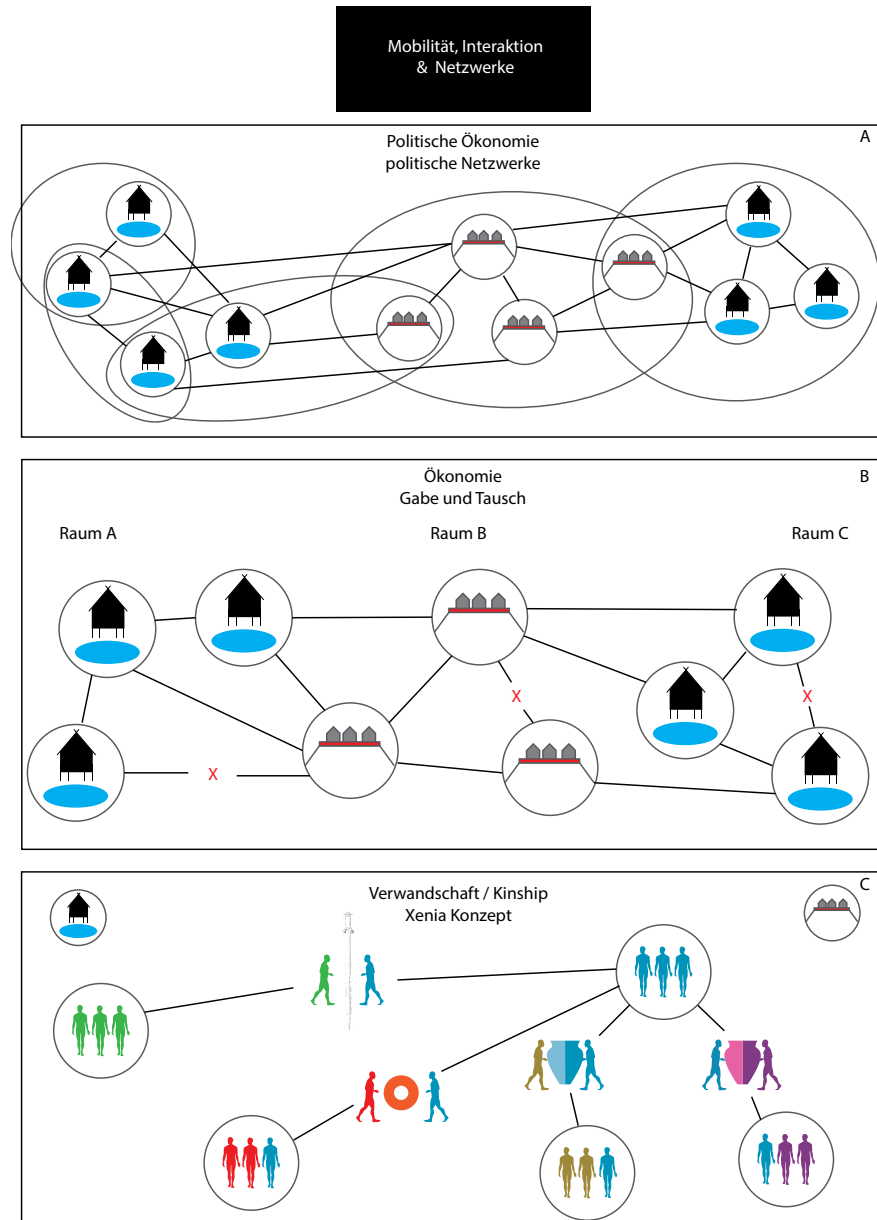 Mobilität, Interaktion
& Netzwerke
A
Politische Ökonomie
politische Netzwerke
B
Ökonomie
Gabe und Tausch
Raum A
Raum B
Raum C
X
X
X
C
Verwandschaft / Kinship
Xenia Konzept